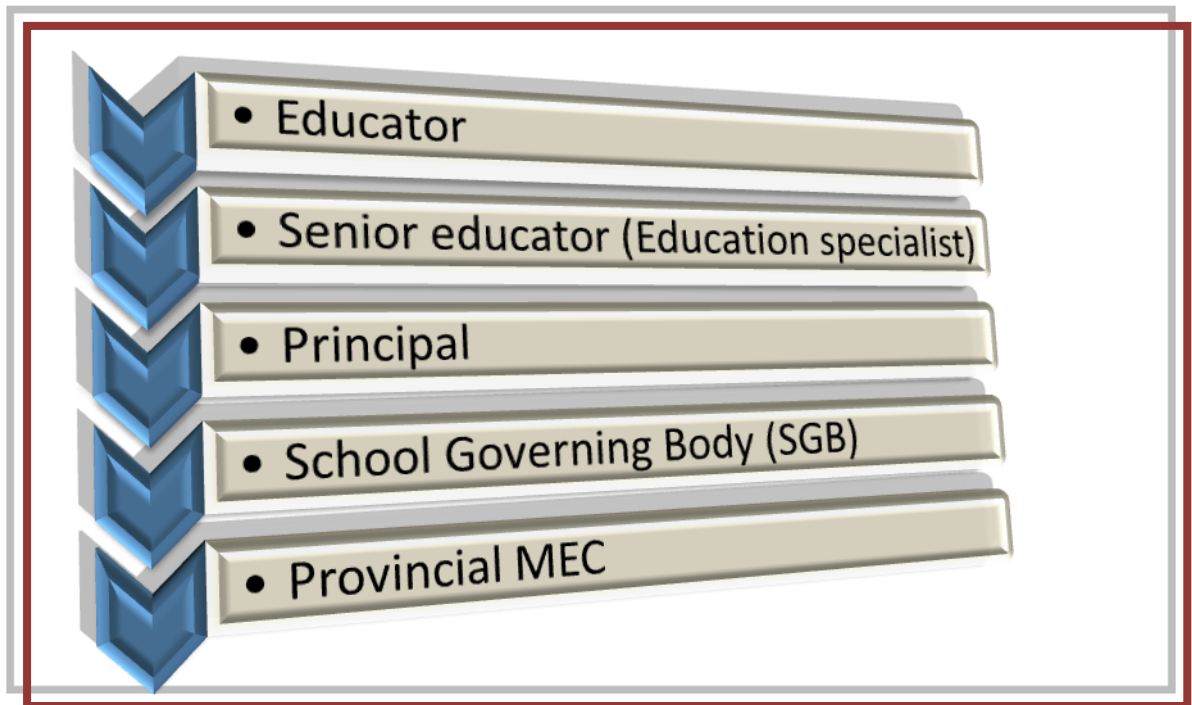 • Educator
• Senior educator (Education specialist)
• Principal
• School Governing Body (SGB)
• Provincial MEC